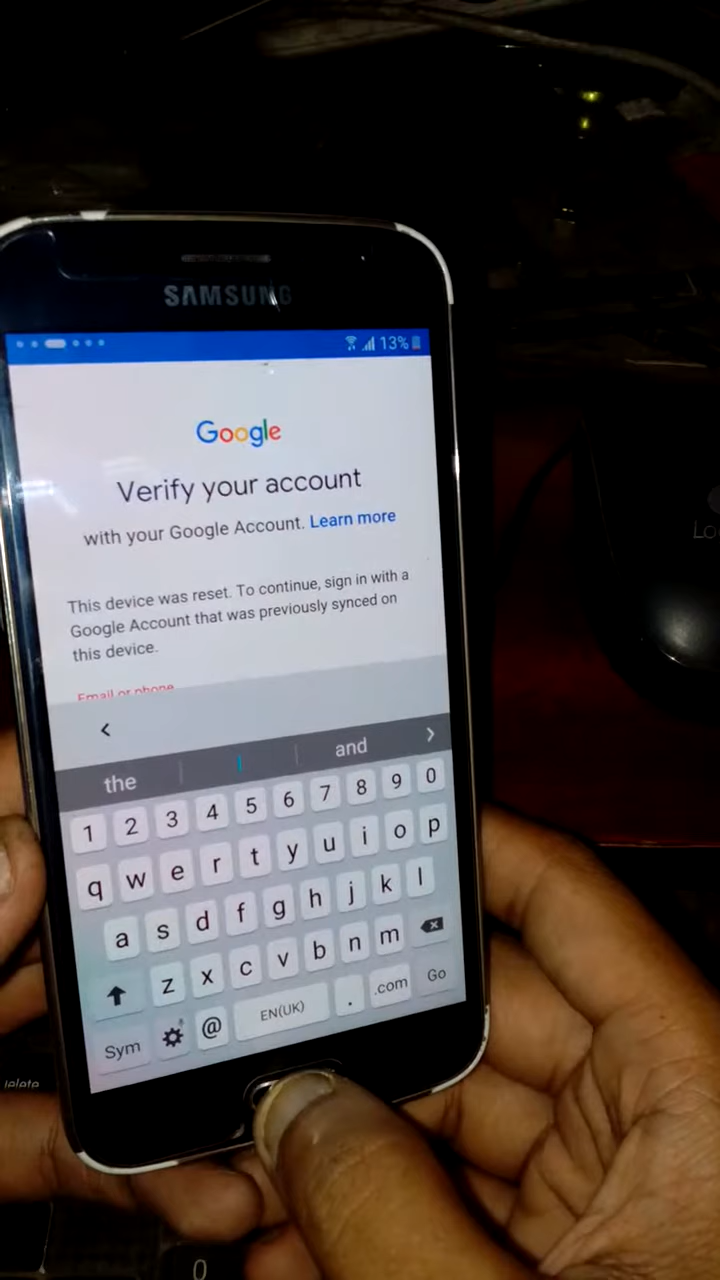 SAMSUNG
13%
Google
Verify your account
with your Google Account. Learn more
This device was reset. To continue, sign in with a
Google Account that was previously synced on
this device.
Email or phone
the
and
1 2 3 4 5 6 7 8 9 0
q w e r t y u i o p
a s d f g h j k l
z x c v b n m
Sym @ EN(UK) . .com Go
0